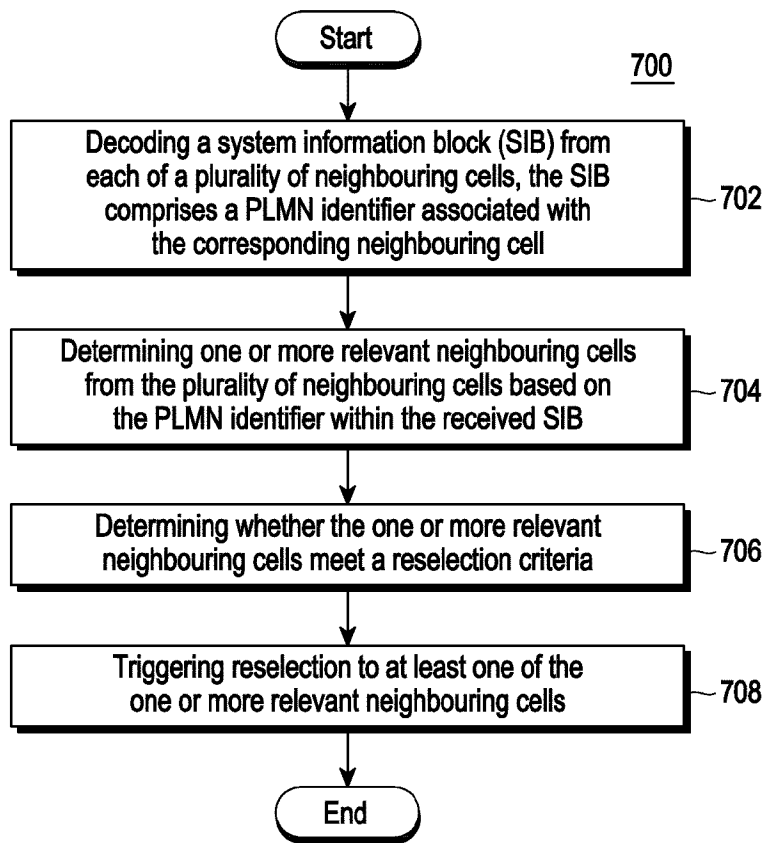 Start
700
Decoding a system information block (SIB) from
each of a plurality of neighbouring cells, the SIB
comprises a PLMN identifier associated with
the corresponding neighbouring cell
702
Determining one or more relevant neighbouring cells
from the plurality of neighbouring cells based on
the PLMN identifier within the received SIB
704
Determining whether the one or more relevant
neighbouring cells meet a reselection criteria
706
Triggering reselection to at least one of the
one or more relevant neighbouring cells
708
End